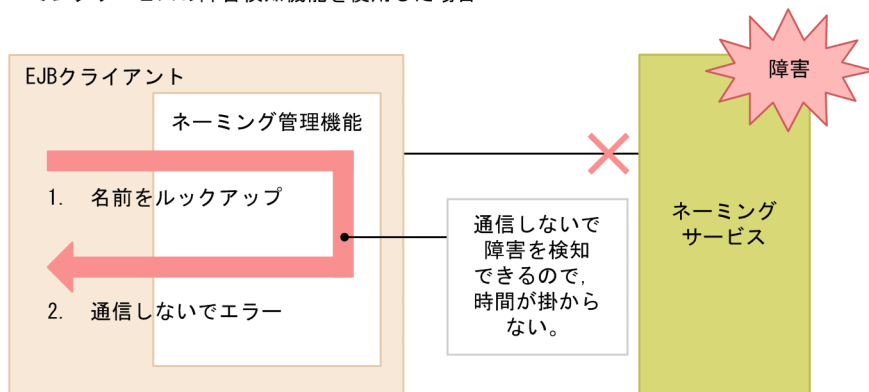 障害
EJBクライアント
ネーミング管理機能
1. 名前をルックアップ
通信しないで
障害を検知
できるので,
時間が掛から
ない。
ネーミング
サービス
2. 通信しないでエラー